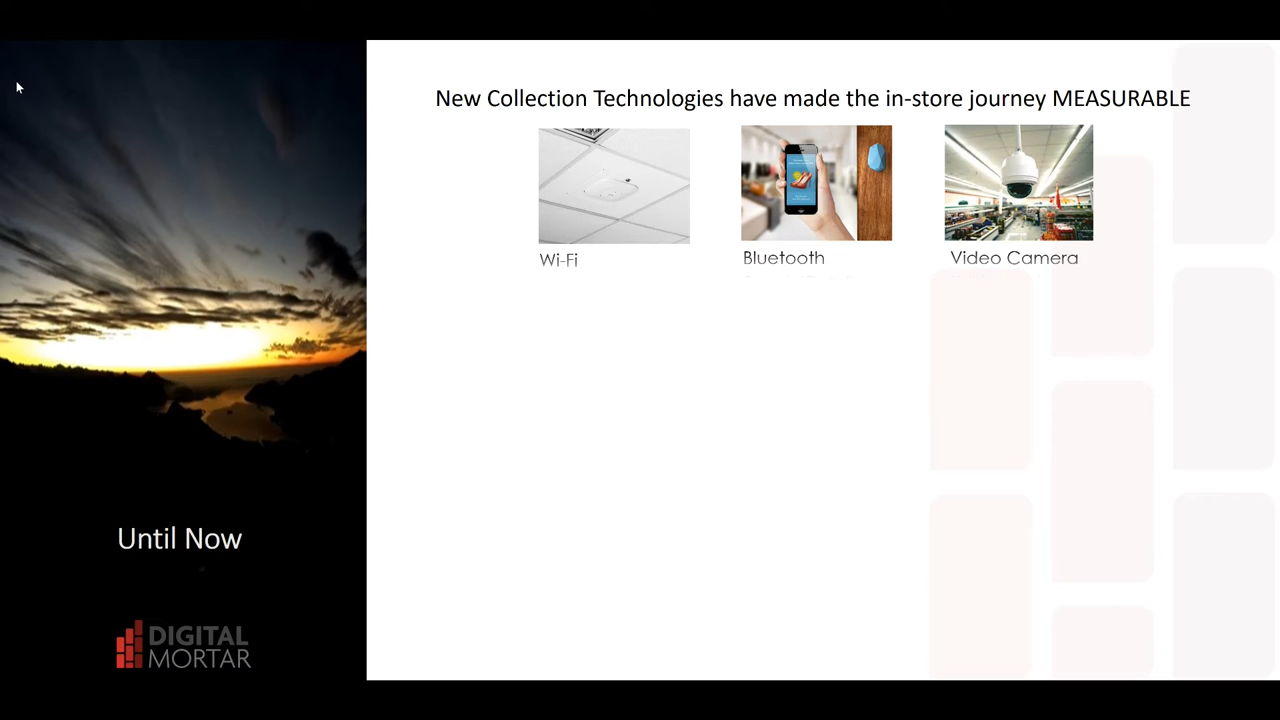 New Collection Technologies have made the in-store journey MEASURABLE
Wi-Fi
Bluetooth
Video Camera
Until Now
DIGITAL
MORTAR